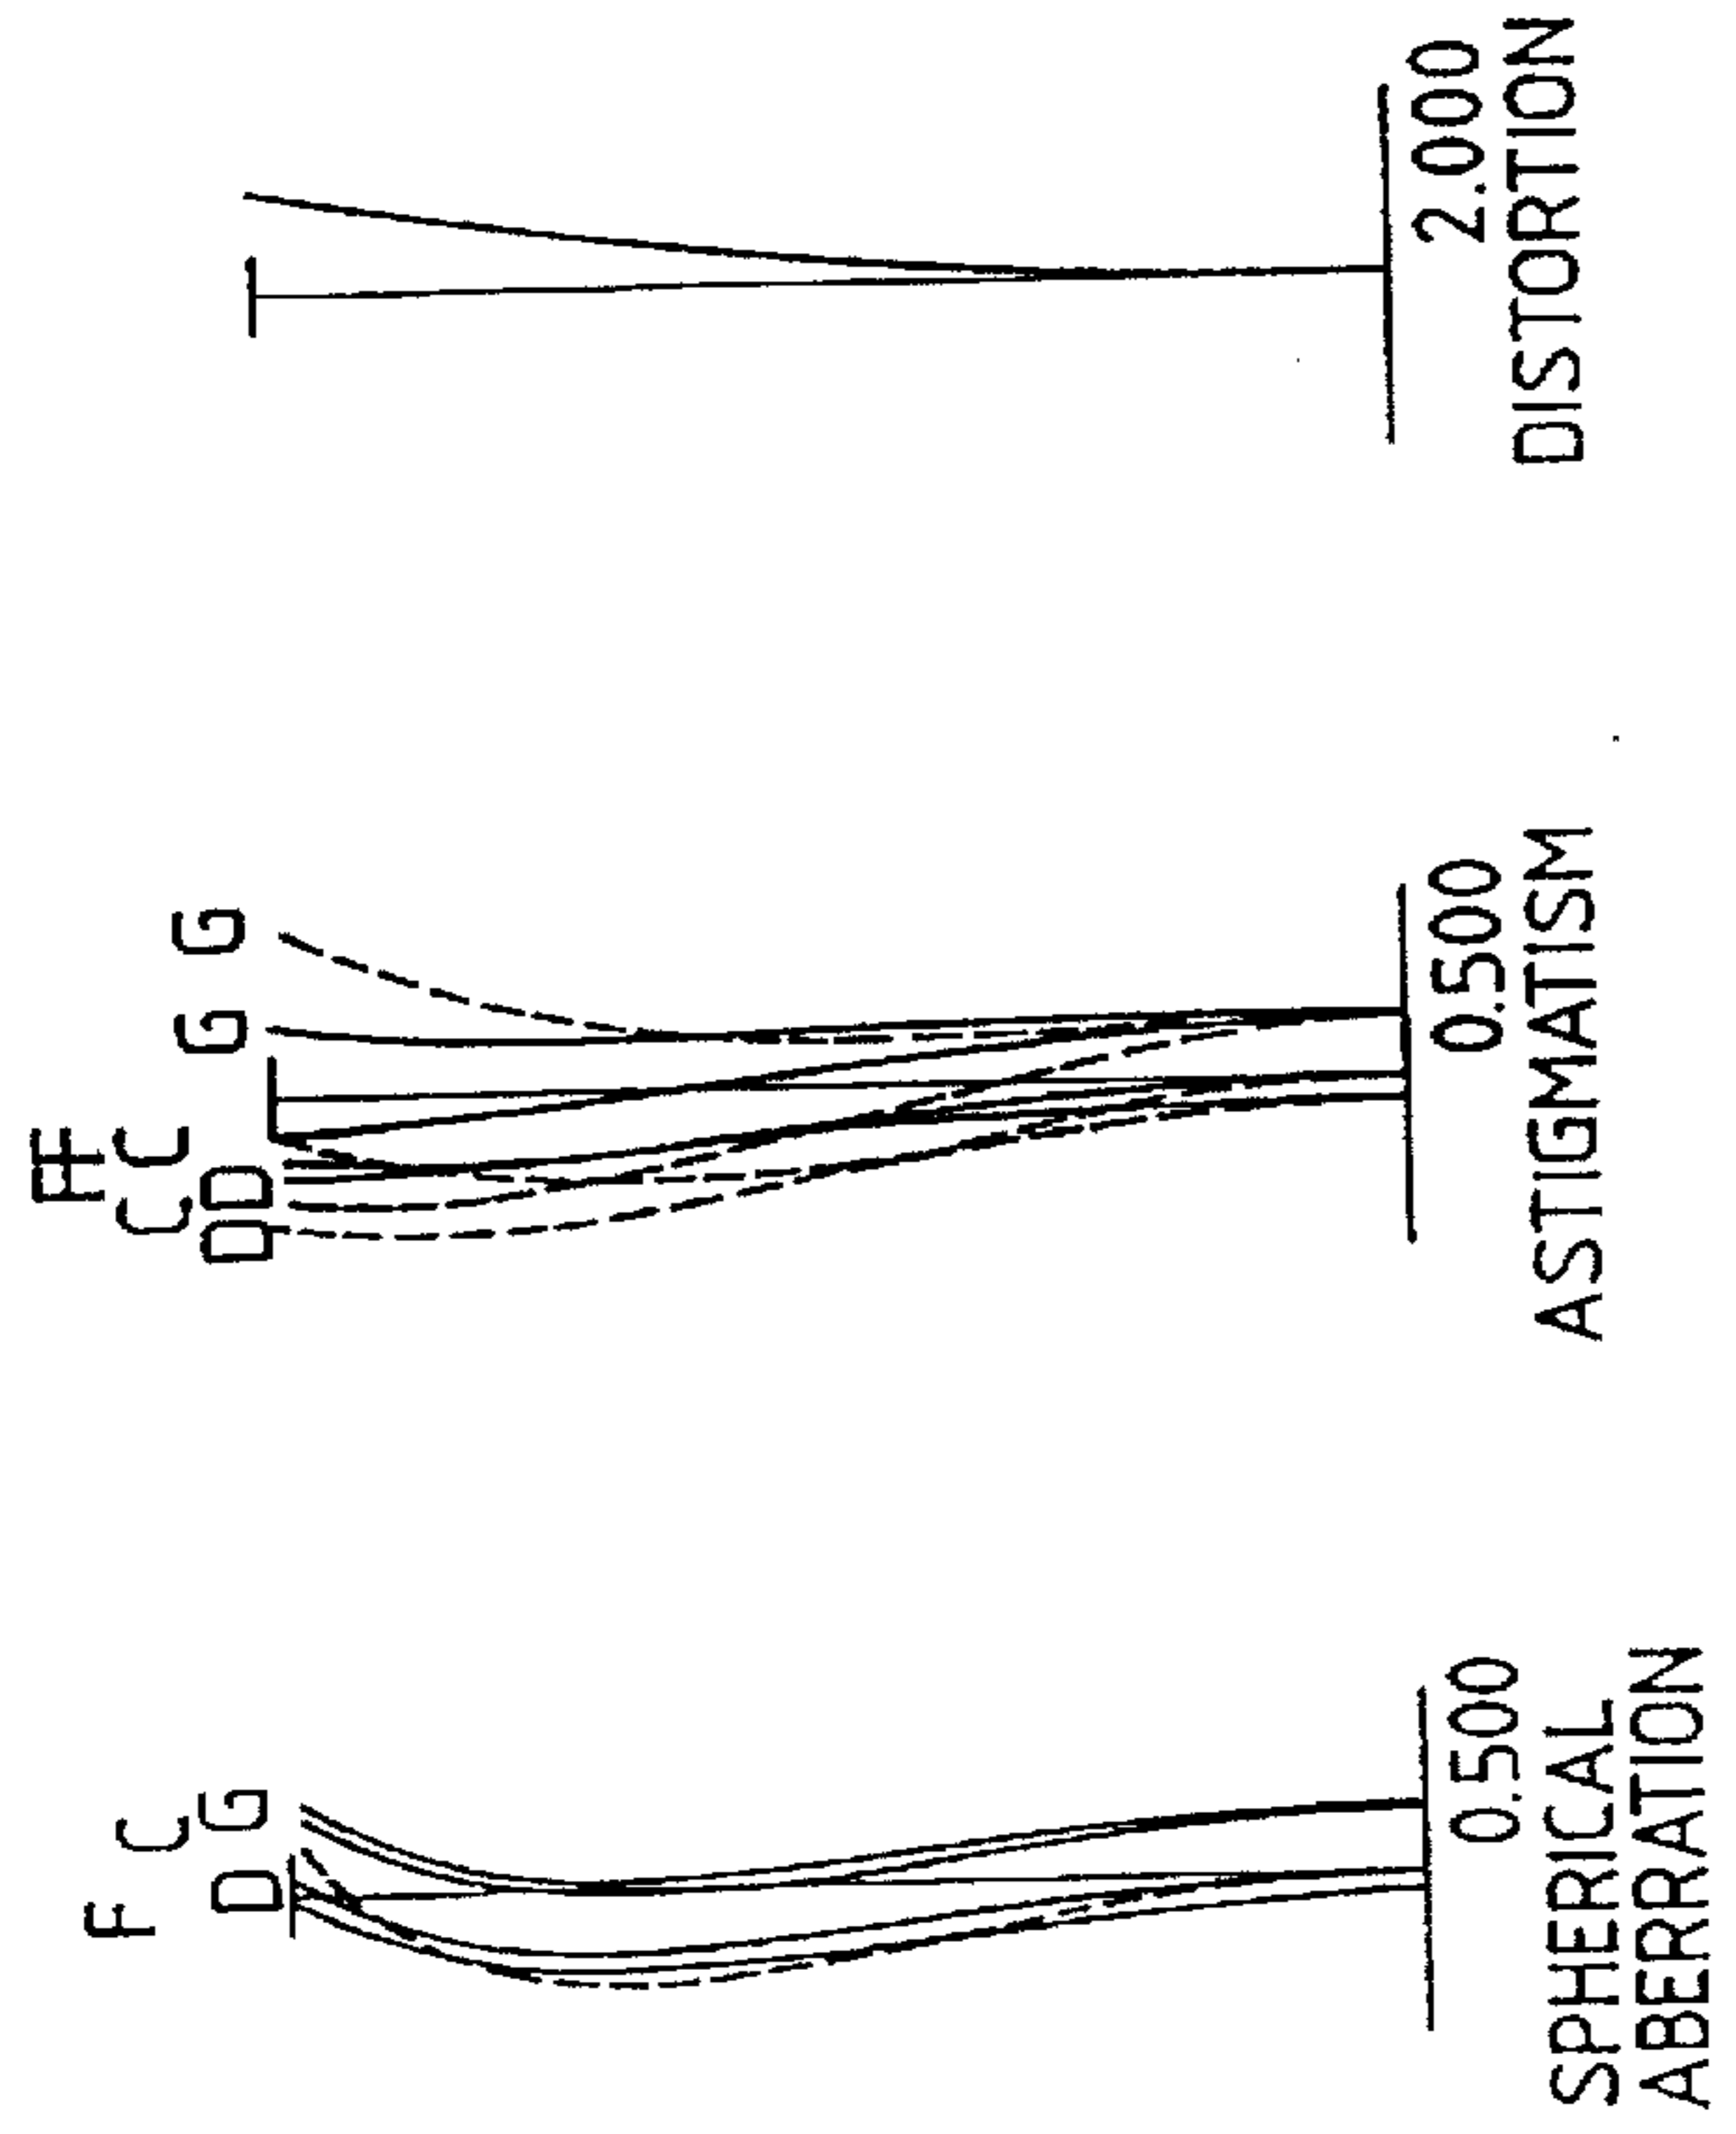 F C
D G
0.500
SPHERICAL
ABERRATION
FF
CC
DD G G
0.500
ASTIGMATISM
2.000
DISTORTION